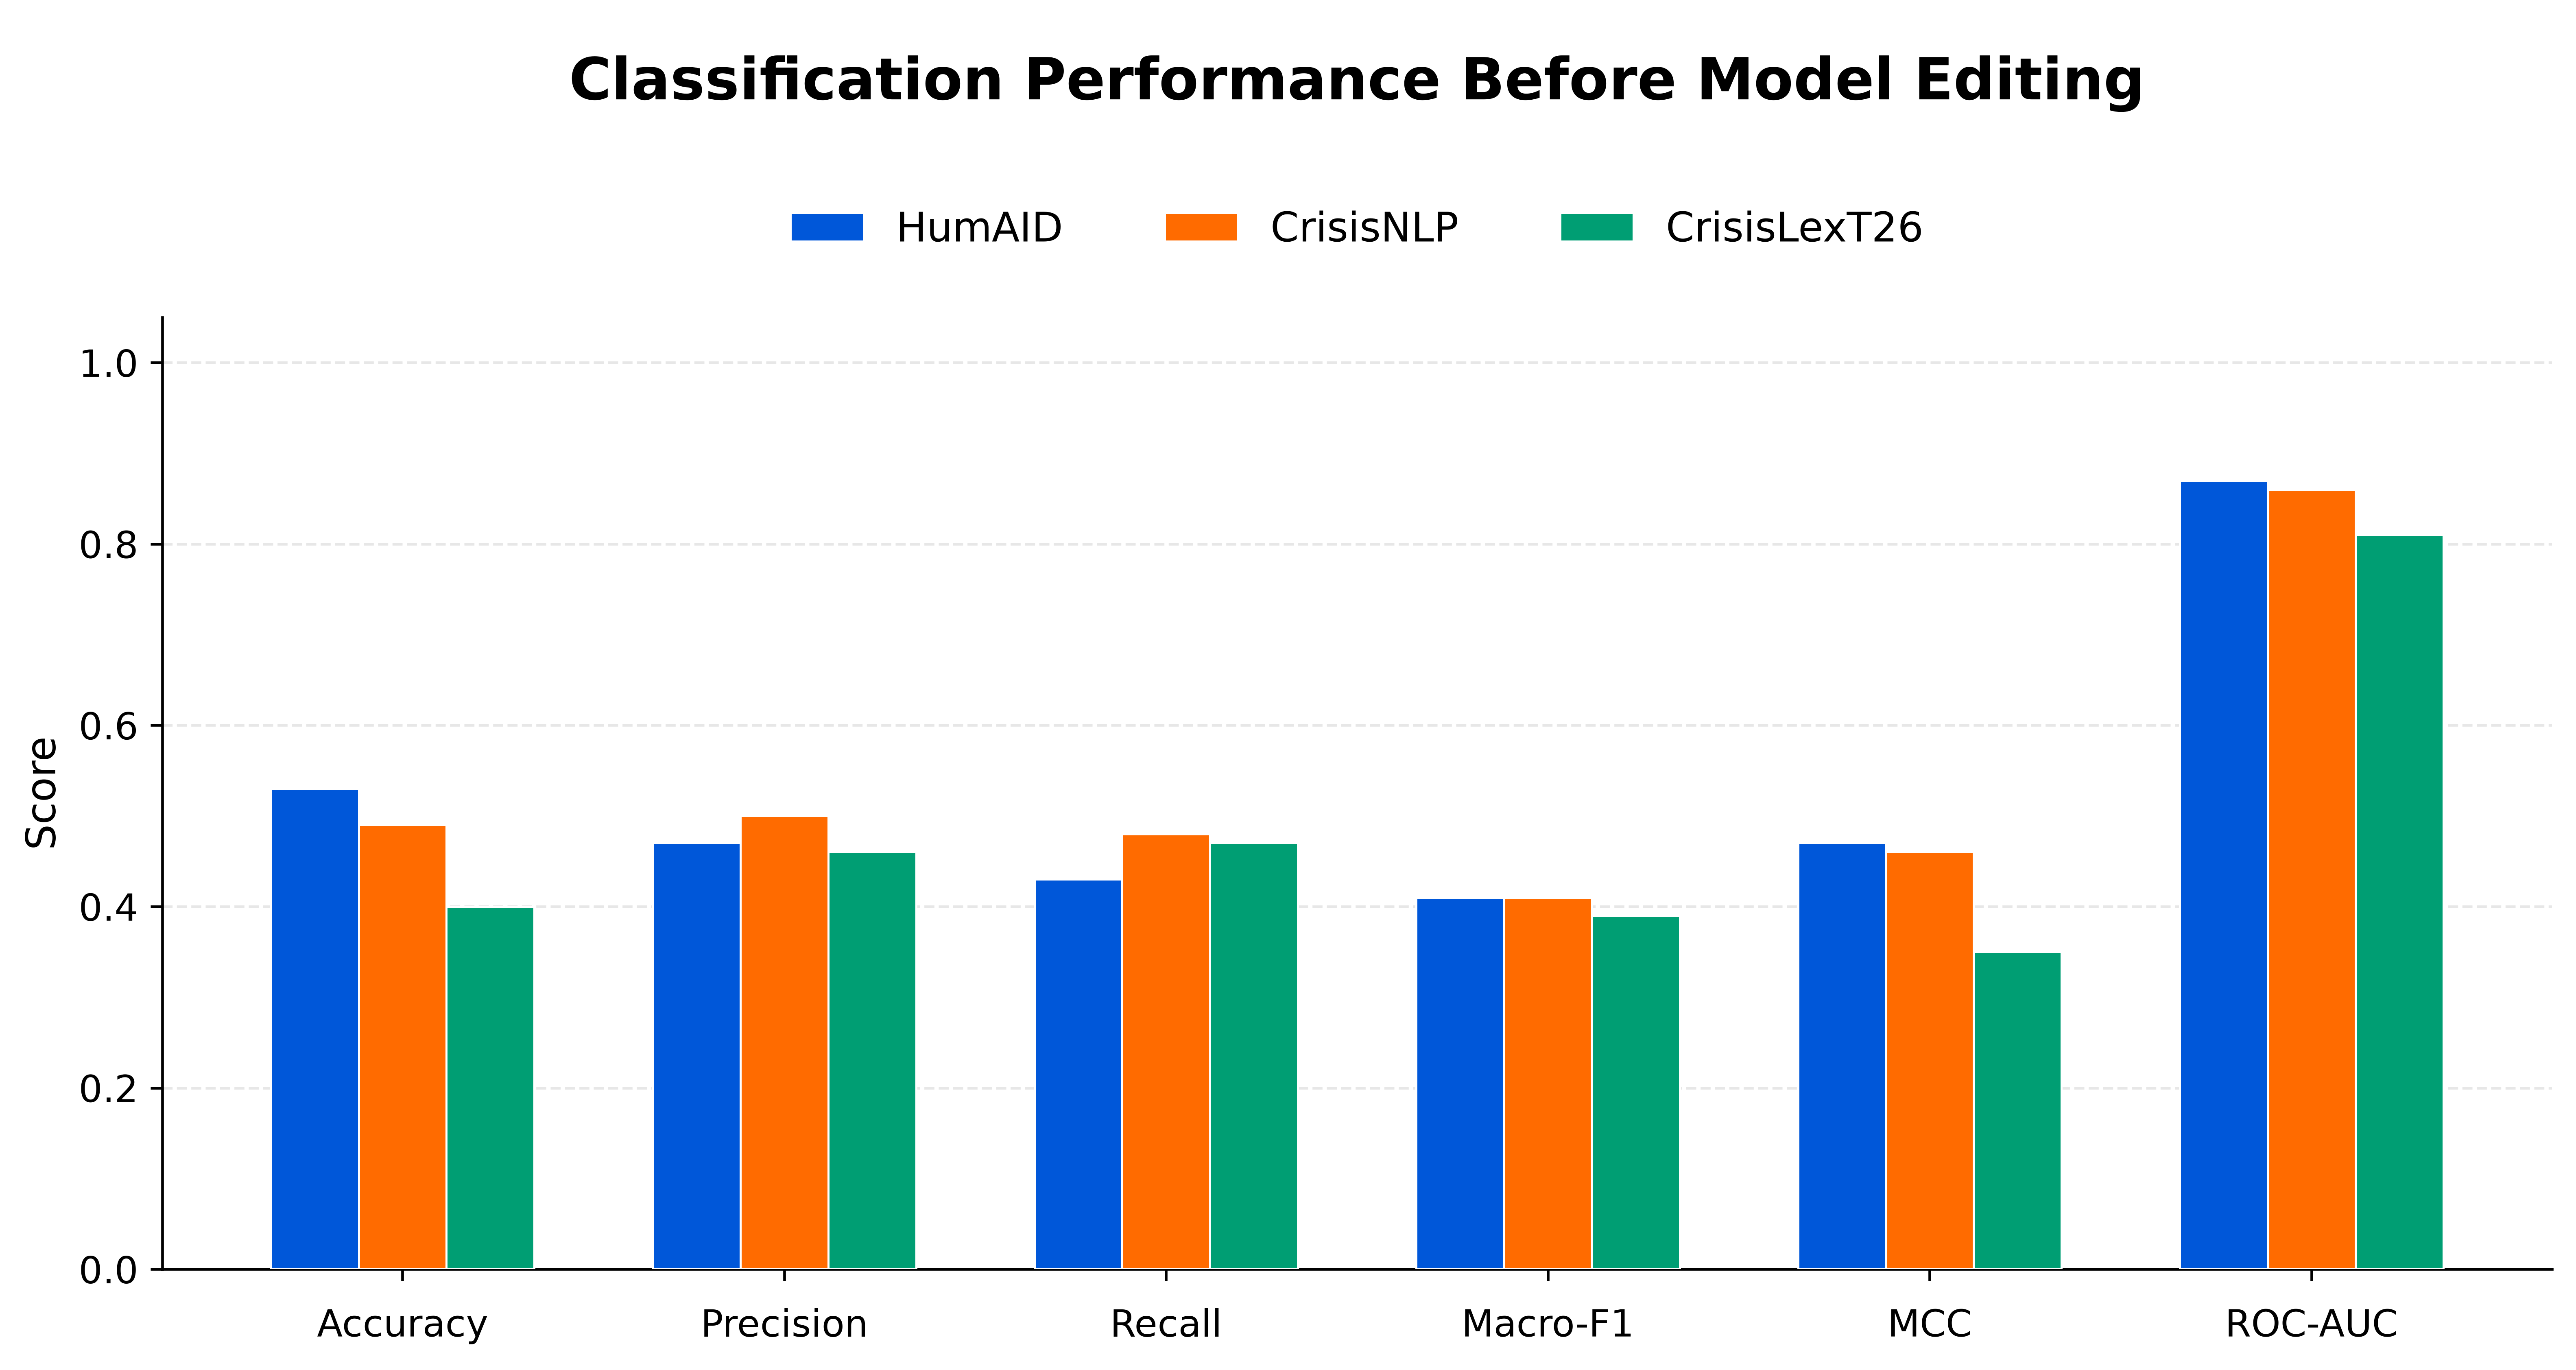 Classification Performance Before Model Editing
HumAID CrisisNLP CrisisLexT26
Score
1.0
0.8
0.6
0.4
0.2
0.0
Accuracy Precision Recall Macro-F1 MCC ROC-AUC